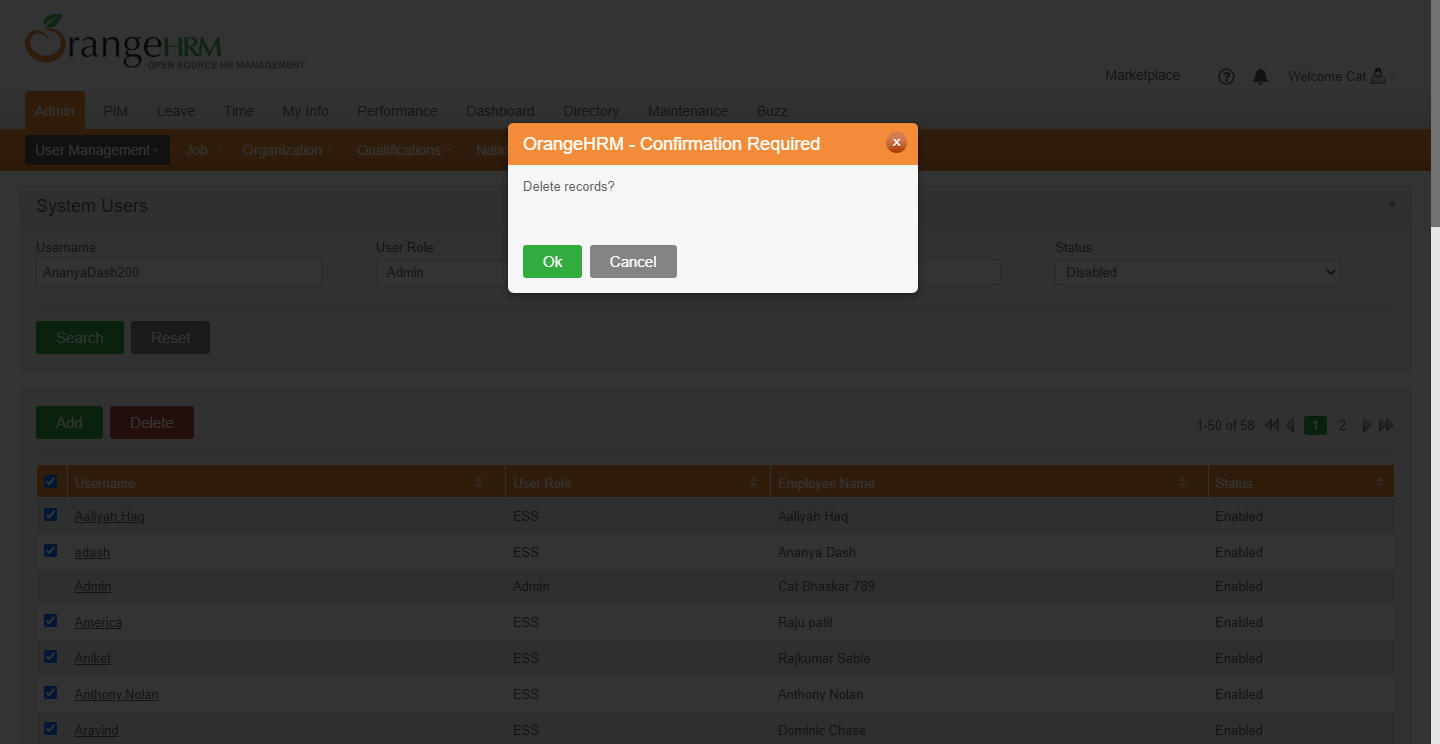 OrangeHRM
OPEN SOURCE HR MANAGEMENT
Marketplace
Welcome Cat
Admin PIM Leave Time My Info Performance Dashboard Directory Maintenance Buzz
User Management Job Organization Qualifications
OrangeHRM - Confirmation Required x
Delete records?
Ok Cancel
System Users
Username User Role Status
AnanyaDash200 Admin Disabled
Search Reset
Add Delete
1-50 of 58 1 2
Username User Role Employee Name Status
Aaliyah.Haq ESS Aaliyah Haq Enabled
adash ESS Ananya Dash Enabled
Admin Admin Cat Bhaskar 789 Enabled
America ESS Raju patil Enabled
Aniket ESS Rajkumar Sable Enabled
Anthony.Nolan ESS Anthony Nolan Enabled
Aravind ESS Dominic Chase Enabled